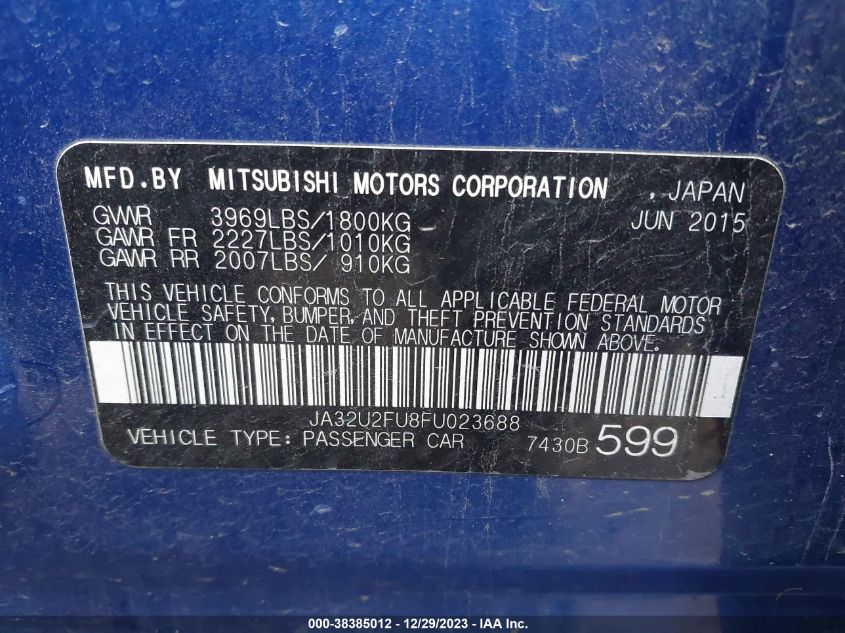 MFD.BY MITSUBISHI MOTORS CORPORATION , JAPAN
GVWR 3969LBS/1800KG JUN 2015
GAWR FR 2227LBS/1010KG
GAWR RR 2007LBS/ 910KG
THIS VEHICLE CONFORMS TO ALL APPLICABLE FEDERAL MOTOR
VEHICLE SAFETY, BUMPER, AND THEFT PREVENTION STANDARDS
IN EFFECT ON THE DATE OF MANUFACTURE SHOWN ABOVE.
JA32U2FU8FU023688
VEHICLE TYPE: PASSENGER CAR 7430B 599
000-38385012 - 12/29/2023 - IAA Inc.